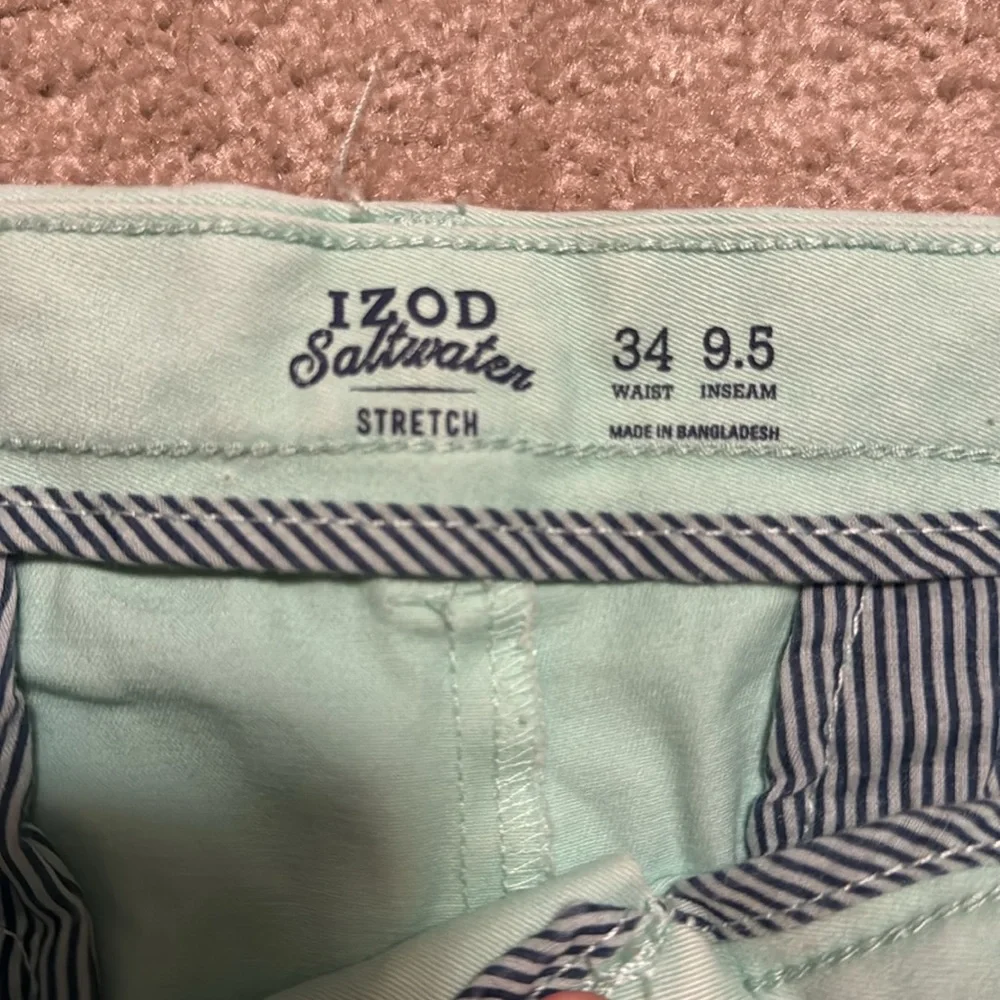 IZOD
Saltwater
STRETCH
34 9.5
WAIST INSEAM
MADE IN BANGLADESH